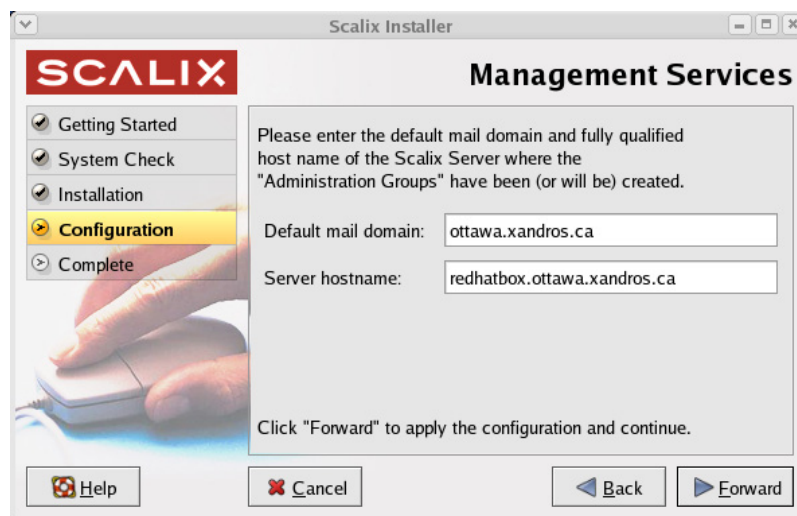 Scalix Installer
SCALIX
Management Services
Getting Started
System Check
Installation
Configuration
Complete
Please enter the default mail domain and fully qualified
host name of the Scalix Server where the
"Administration Groups" have been (or will be) created.
Default mail domain: ottawa.xandros.ca
Server hostname: redhatbox.ottawa.xandros.ca
Click "Forward" to apply the configuration and continue.
Help Cancel Back Forward